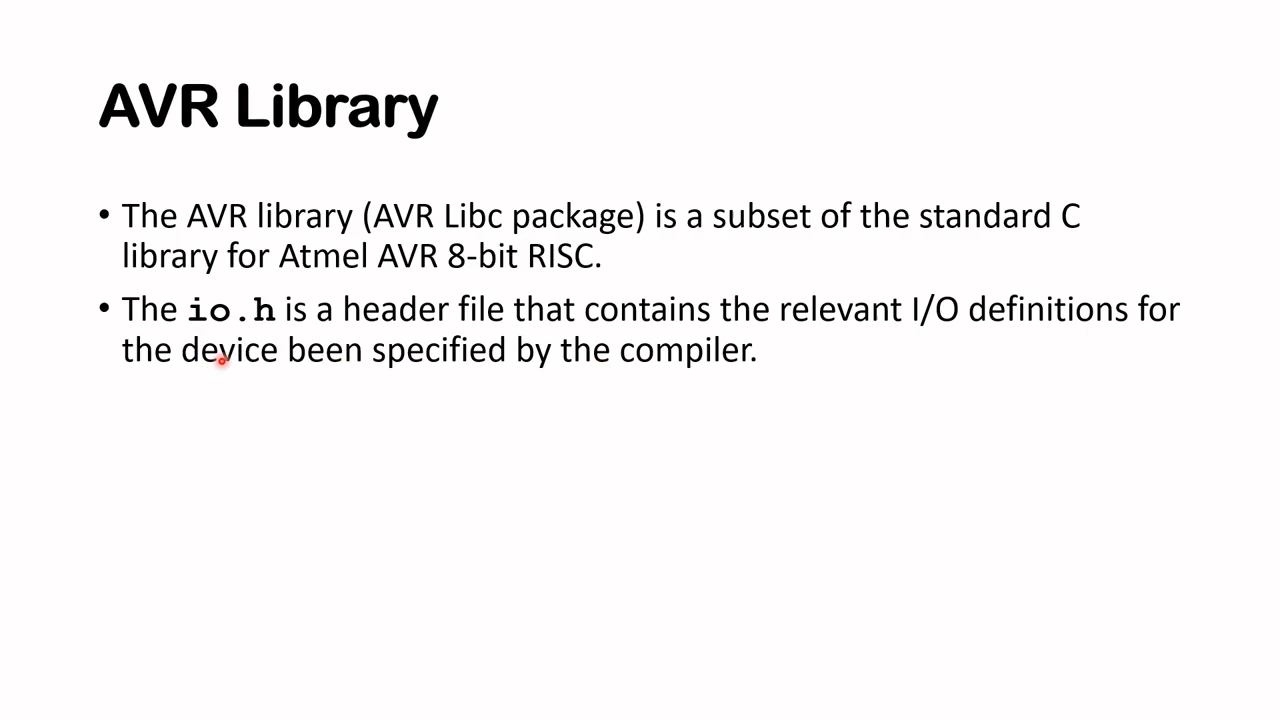 AVR Library
• The AVR library (AVR Libc package) is a subset of the standard C
library for Atmel AVR 8-bit RISC.
• The io.h is a header file that contains the relevant I/O definitions for
the device been specified by the compiler.